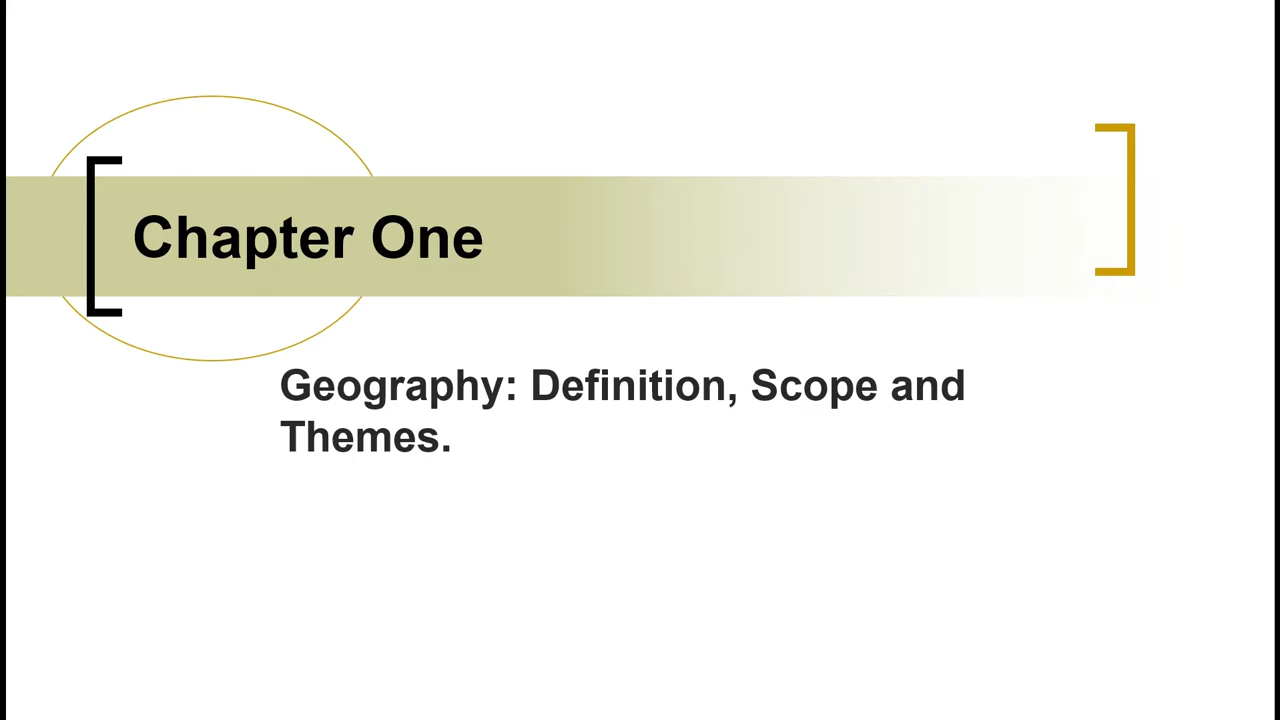 Chapter One
Geography: Definition, Scope and
Themes.